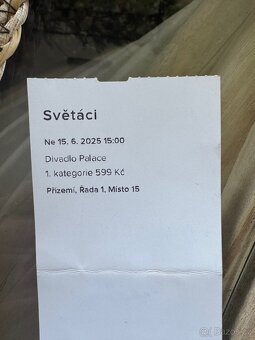 Světáci
Ne 15. 6. 2025 15:00
Divadlo Palace
1. kategorie 599 Kč
Přízemí, Řada 1, Místo 15